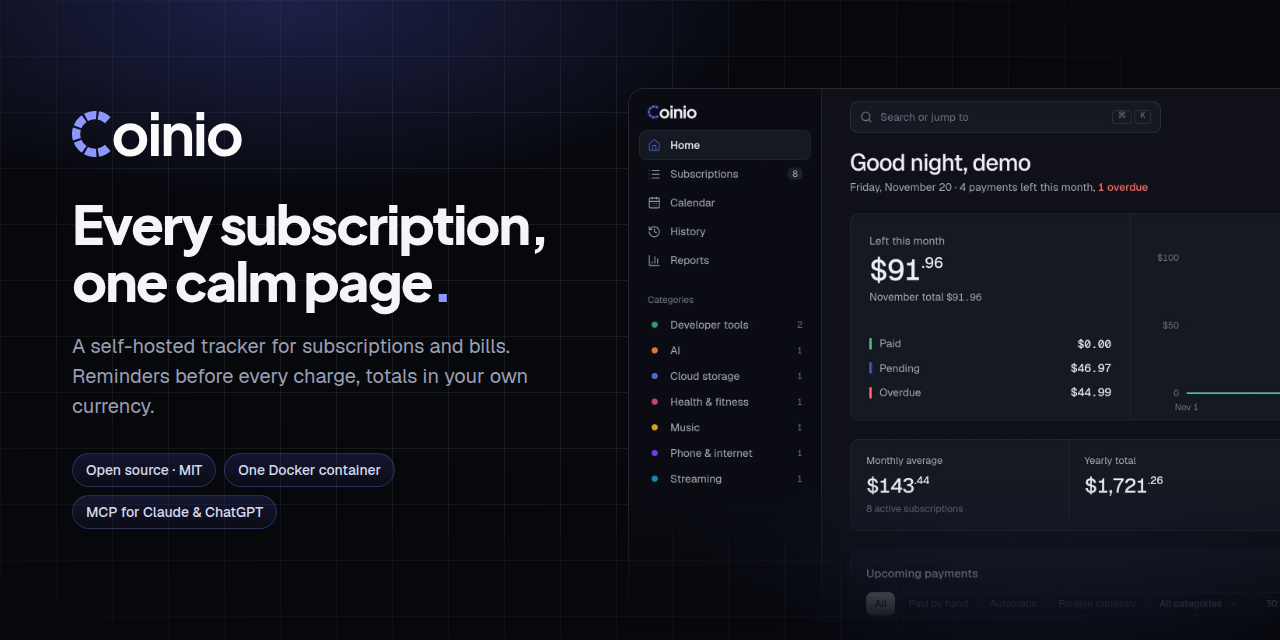 Coinio
Every subscription,
one calm page.
A self-hosted tracker for subscriptions and bills.
Reminders before every charge, totals in your own
currency.
Open source · MIT
One Docker container
MCP for Claude & ChatGPT
Coinio
Home
Subscriptions 8
Calendar
History
Reports
Categories
Developer tools 2
AI 1
Cloud storage 1
Health & fitness 1
Music 1
Phone & internet 1
Streaming 1
Search or jump to ⌘ K
Good night, demo
Friday, November 20 · 4 payments left this month, 1 overdue
Left this month
$91.96
November total $91.96
Paid $0.00
Pending $46.97
Overdue $44.99
$100
$50
0
Nov 1
Monthly average
$143.44
8 active subscriptions
Yearly total
$1,721.26
Upcoming payments
All Paid by hand Automatic Foreign currency All categories 30